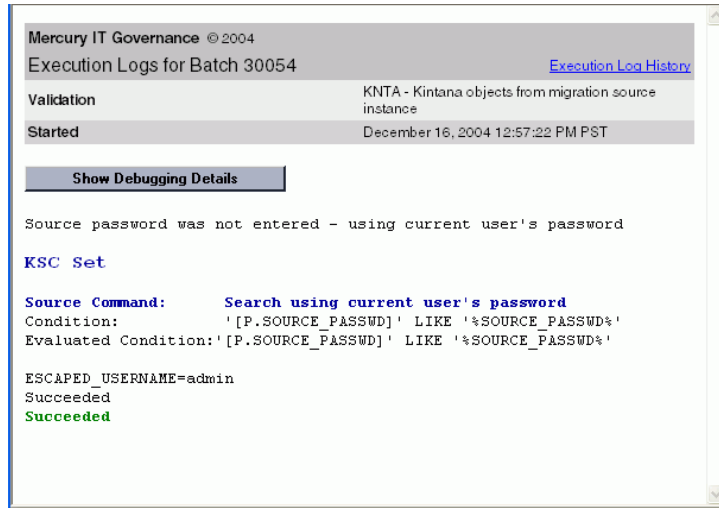 Mercury IT Governance © 2004
Execution Logs for Batch 30054 Execution Log History
Validation KNTA - Kintana objects from migration source
instance
Started December 16, 2004 12:57:22 PM PST
Show Debugging Details
Source password was not entered - using current user's password
KSC Set
Source Command: Search using current user's password
Condition: '[P.SOURCE_PASSWD]' LIKE '%SOURCE_PASSWD%'
Evaluated Condition:'[P.SOURCE_PASSWD]' LIKE '%SOURCE_PASSWD%'
ESCAPED_USERNAME=admin
Succeeded
Succeeded